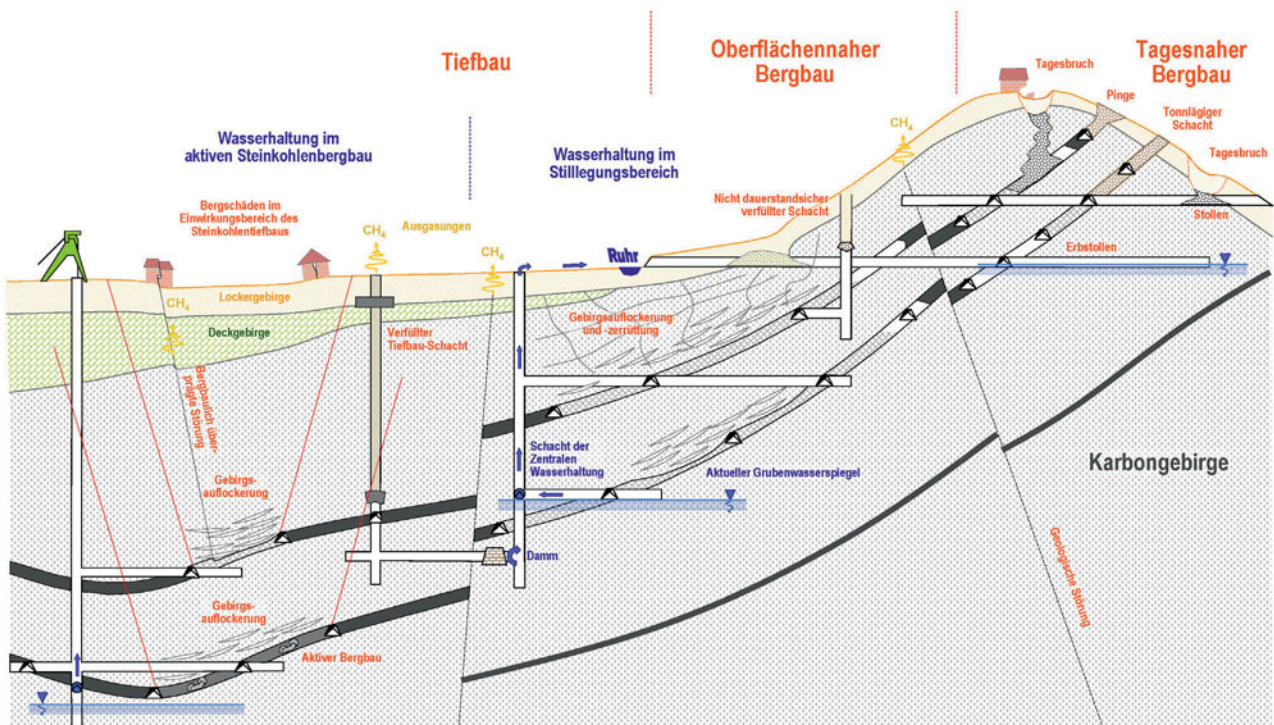 Tiefbau
Oberflächennaher
Bergbau
Tagesnaher
Bergbau
Tagesbruch
Pinge
Tonnlägiger
Schacht
Tagesbruch
Stollen
Wasserhaltung im
aktiven Steinkohlenbergbau
Wasserhaltung im
Stilllegungsbereich
CH4
Nicht dauerstandsicher
verfüllter Schacht
Bergschäden im
Einwirkungsbereich des
Steinkohlentiefbaus
CH4
Ausgasungen
CH4
Ruhr
Erbstollen
Lockergebirge
CH4
Deckgebirge
Verfüllter
Tiefbau-Schacht
Gebirgsauflockerung
und -zerrüttung
Bergbaulich über-
prägte Störung
Schacht der
Zentralen
Wasserhaltung
Aktueller Grubenwasserspiegel
Karbongebirge
Gebirgs-
auflockerung
Damm
Geologische Störung
Gebirgs-
auflockerung
Aktiver Bergbau